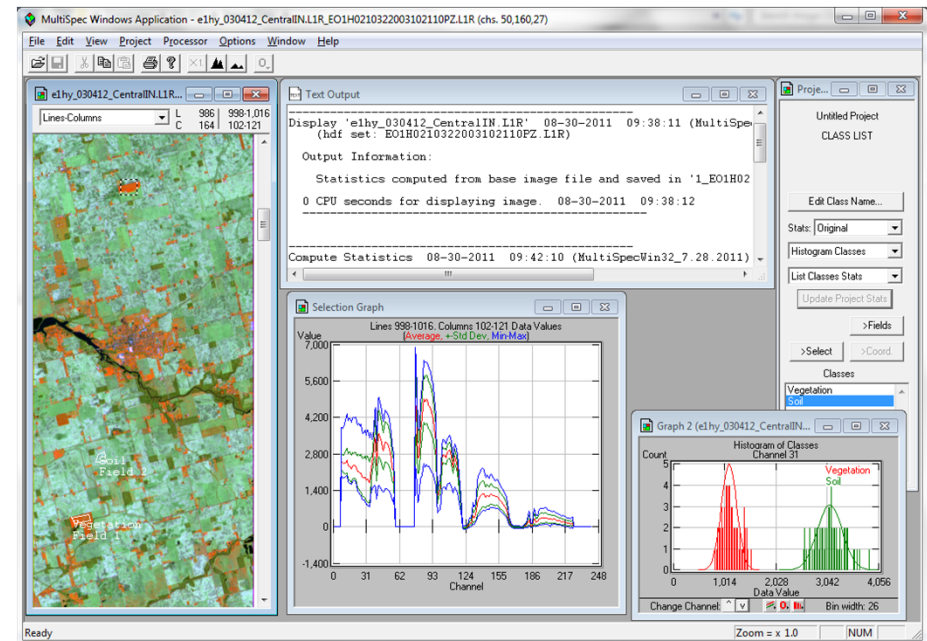 MultiSpec Windows Application - e1hy_030412_CentralIN.L1R_EO1H0210322003102110PZ.L1R (chs. 50,160,27)
File Edit View Project Processor Options Window Help
e1hy_030412_CentralIN.L1R...
Lines-Columns
L 986 998-1,016
C 164 102-121
Soil
Field 2
Vegetation
Field 1
Text Output
Display 'e1hy_030412_CentralIN.L1R' 08-30-2011 09:38:11 (MultiSpe
(hdf set: EO1H0210322003102110PZ.L1R)
Output Information:
Statistics computed from base image file and saved in '1_EO1H02
0 CPU seconds for displaying image. 08-30-2011 09:38:12
Compute Statistics 08-30-2011 09:42:10 (MultiSpecWin32_7.28.2011)
Selection Graph
Lines 998-1016. Columns 102-121 Data Values
(Average, +-Std Dev, Min-Max)
Value
7,000
5,600
4,200
2,800
1,400
0
-1,400
0 31 62 93 124 155 186 217 248
Channel
Proje...
Untitled Project
CLASS LIST
Edit Class Name...
Stats: Original
Histogram Classes
List Classes Stats
Update Project Stats
>Fields
>Select >Coord.
Classes
Vegetation
Soil
Graph 2 (e1hy_030412_CentralIN...
Histogram of Classes
Channel 31
Count
Vegetation
Soil
5
4
3
2
1
0
0 1,014 2,028 3,042 4,056
Data Value
Change Channel: ^ v Bin width: 26
Ready
Zoom = x 1.0 NUM